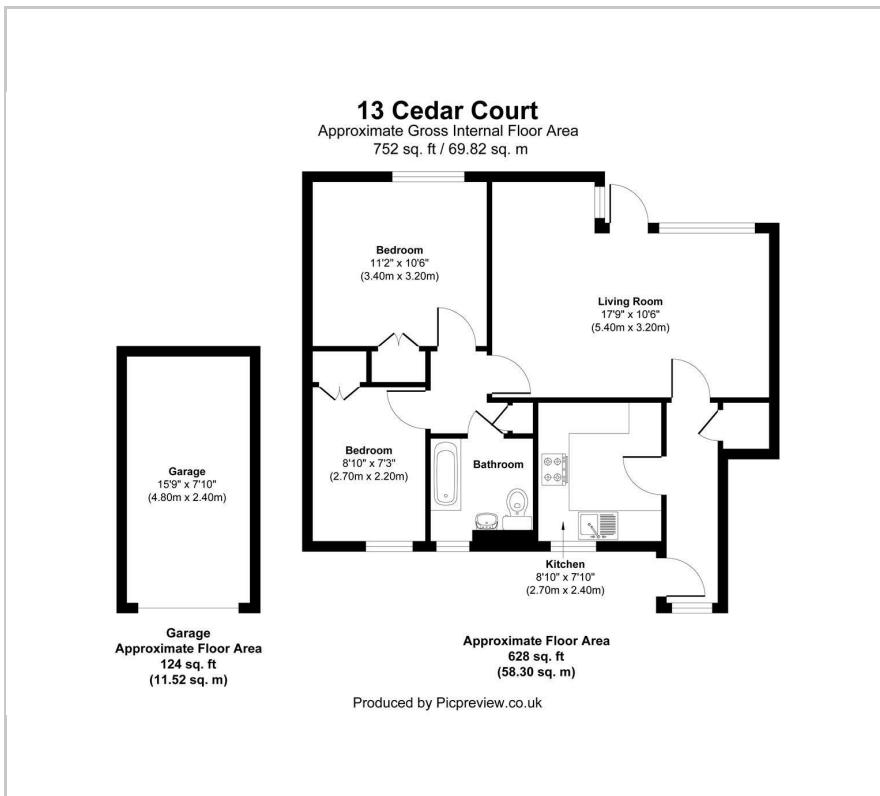 13 Cedar Court
Approximate Gross Internal Floor Area
752 sq. ft / 69.82 sq. m
Bedroom
11'2" x 10'6"
(3.40m x 3.20m)
Living Room
17'9" x 10'6"
(5.40m x 3.20m)
Bedroom
8'10" x 7'3"
(2.70m x 2.20m)
Bathroom
Garage
15'9" x 7'10"
(4.80m x 2.40m)
Kitchen
8'10" x 7'10"
(2.70m x 2.40m)
Garage
Approximate Floor Area
124 sq. ft
(11.52 sq. m)
Approximate Floor Area
628 sq. ft
(58.30 sq. m)
Produced by Picpreview.co.uk